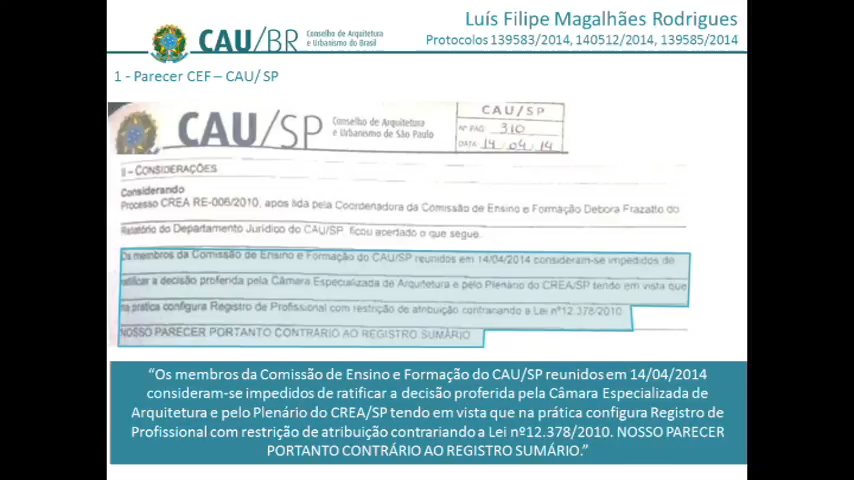 Luís Filipe Magalhães Rodrigues
CAU/BR
Conselho de Arquitetura
e Urbanismo do Brasil
Protocolos 139583/2014, 140512/2014, 139585/2014
1 - Parecer CEF – CAU/ SP
CAU/SP
Conselho de Arquitetura
e Urbanismo de São Paulo
CAU/SP
Nº PAG 310
DATA 14.04.14
II – CONSIDERAÇÕES
Considerando
Processo CREA RE-006/2010, apos lida pela Coordenadora da Comissão de Ensino e Formação Debora Frazatto do
Relatório do Departamento Jurídico do CAU/SP, ficou acertado o que segue.
Os membros da Comissão de Ensino e Formação do CAU/SP reunidos em 14/04/2014 consideram-se impedidos de
ratificar a decisão proferida pela Câmara Especializada de Arquitetura e pelo Plenário do CREA/SP tendo em vista que
na prática configura Registro de Profissional com restrição de atribuição contrariando a Lei nº12.378/2010
NOSSO PARECER PORTANTO CONTRÁRIO AO REGISTRO SUMÁRIO
“Os membros da Comissão de Ensino e Formação do CAU/SP reunidos em 14/04/2014
consideram-se impedidos de ratificar a decisão proferida pela Câmara Especializada de
Arquitetura e pelo Plenário do CREA/SP tendo em vista que na prática configura Registro de
Profissional com restrição de atribuição contrariando a Lei nº12.378/2010. NOSSO PARECER
PORTANTO CONTRÁRIO AO REGISTRO SUMÁRIO.”